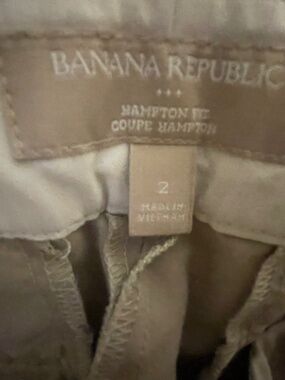 BANANA REPUBLIC
HAMPTON FIT
COUPE HAMPTON
2
MADE IN
VIETNAM